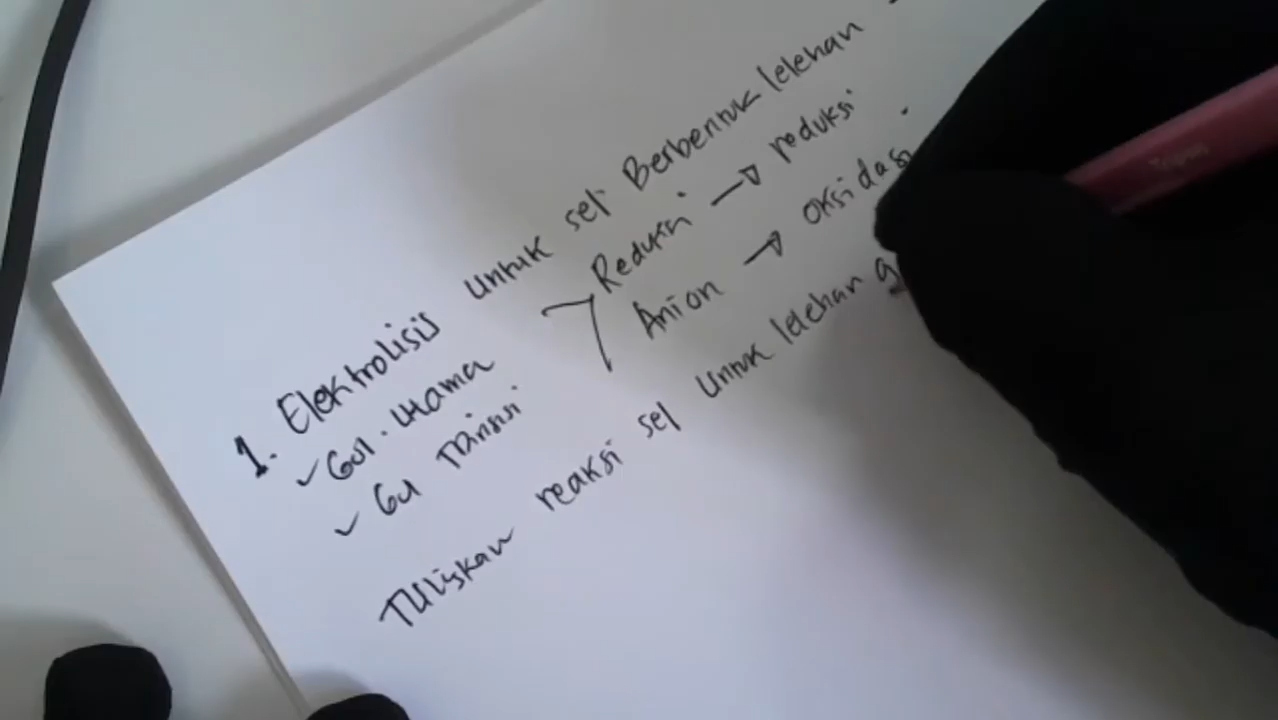 1. Elektrolisis untuk sel Berbentuk lelehan
✓ Gol. utama
Reduksi → reduksi
✓ Gol Transisi
Anion → oksidasi
Tuliskan reaksi sel untuk lelehan